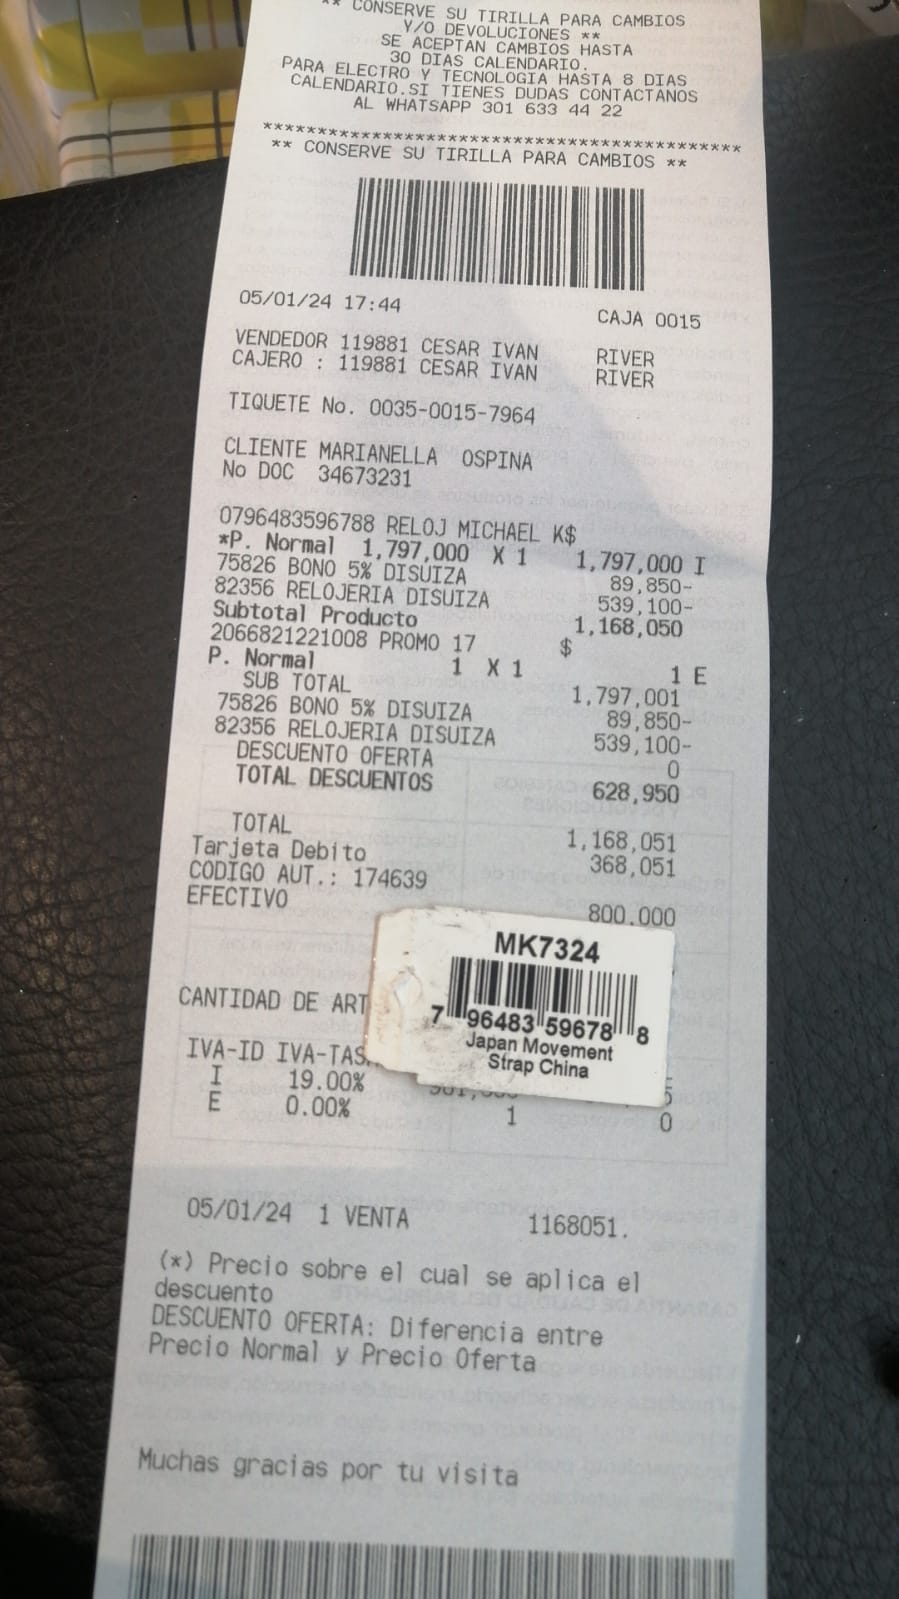 ** CONSERVE SU TIRILLA PARA CAMBIOS
Y/O DEVOLUCIONES **
SE ACEPTAN CAMBIOS HASTA
30 DIAS CALENDARIO.
PARA ELECTRO Y TECNOLOGIA HASTA 8 DIAS
CALENDARIO.SI TIENES DUDAS CONTACTANOS
AL WHATSAPP 301 633 44 22
********************************************
** CONSERVE SU TIRILLA PARA CAMBIOS **
05/01/24 17:44 CAJA 0015
VENDEDOR 119881 CESAR IVAN RIVER
CAJERO : 119881 CESAR IVAN RIVER
TIQUETE No. 0035-0015-7964
CLIENTE MARIANELLA OSPINA
No DOC 34673231
0796483596788 RELOJ MICHAEL K$
*P. Normal 1,797,000 X 1 1,797,000 I
75826 BONO 5% DISUIZA 89,850-
82356 RELOJERIA DISUIZA 539,100-
Subtotal Producto 1,168,050
2066821221008 PROMO 17 $
P. Normal 1 X 1 1 E
SUB TOTAL 1,797,001
75826 BONO 5% DISUIZA 89,850-
82356 RELOJERIA DISUIZA 539,100-
DESCUENTO OFERTA 0
TOTAL DESCUENTOS 628,950
TOTAL 1,168,051
Tarjeta Debito 368,051
CODIGO AUT.: 174639
EFECTIVO 800.000
MK7324
7 96483 59678 8
Japan Movement
Strap China
CANTIDAD DE ART
IVA-ID IVA-TAS
I 19.00%
E 0.00% 1 0
05/01/24 1 VENTA 1168051.
(*) Precio sobre el cual se aplica el
descuento
DESCUENTO OFERTA: Diferencia entre
Precio Normal y Precio Oferta
Muchas gracias por tu visita